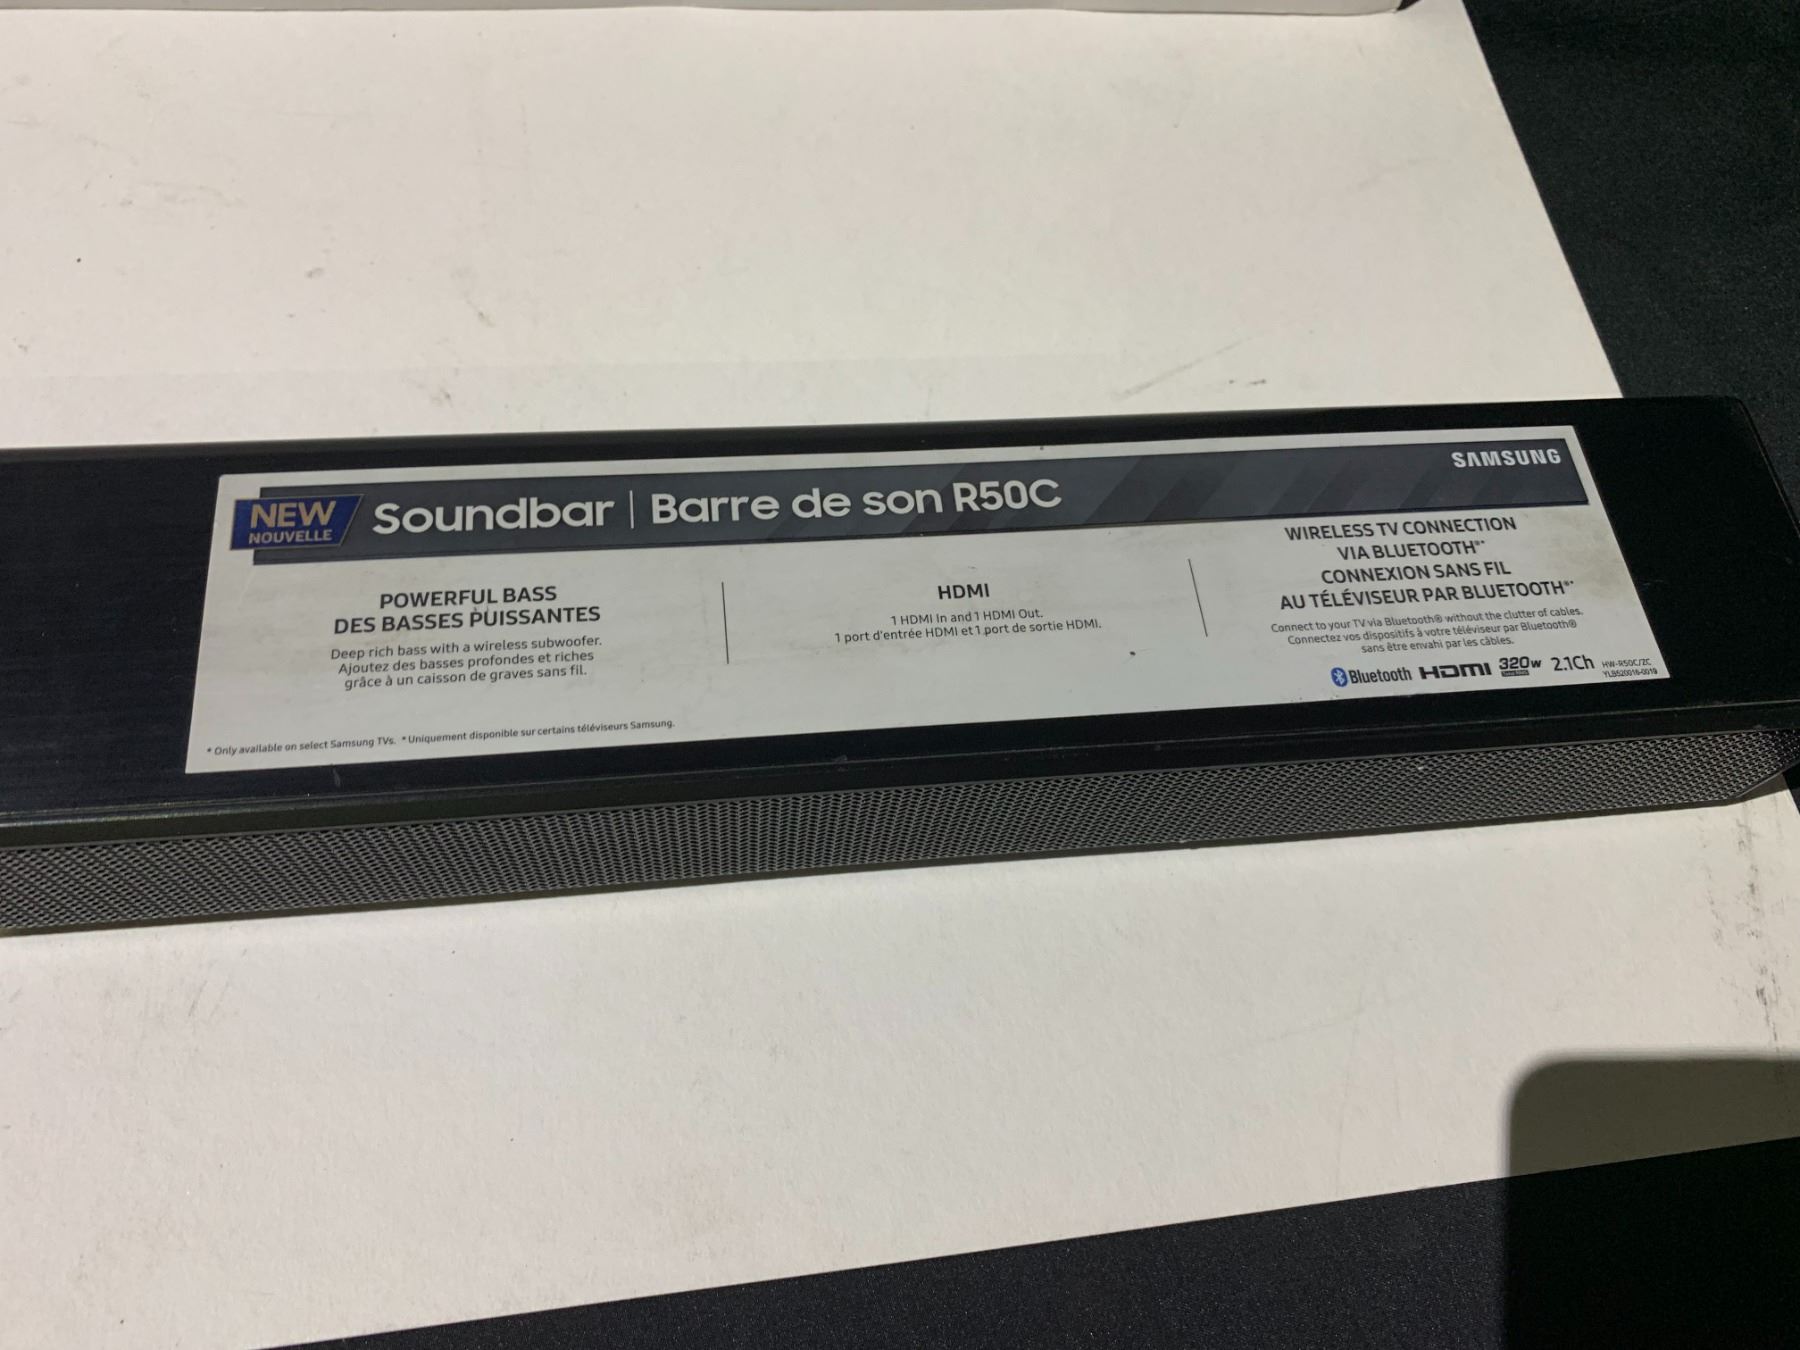 NEW
NOUVELLE
Soundbar | Barre de son R50C
SAMSUNG
POWERFUL BASS
DES BASSES PUISSANTES
Deep rich bass with a wireless subwoofer.
Ajoutez des basses profondes et riches
grâce à un caisson de graves sans fil.
* Only available on select Samsung TVs. * Uniquement disponible sur certains téléviseurs Samsung.
HDMI
1 HDMI In and 1 HDMI Out.
1 port d'entrée HDMI et 1 port de sortie HDMI.
WIRELESS TV CONNECTION
VIA BLUETOOTH®*
CONNEXION SANS FIL
AU TÉLÉVISEUR PAR BLUETOOTH®*
Connect to your TV via Bluetooth® without the clutter of cables.
Connectez vos dispositifs à votre téléviseur par Bluetooth®
sans être envahi par les câbles.
Bluetooth HDMI 320W 2.1Ch
HW-R50C/ZC
YLB520016-0019